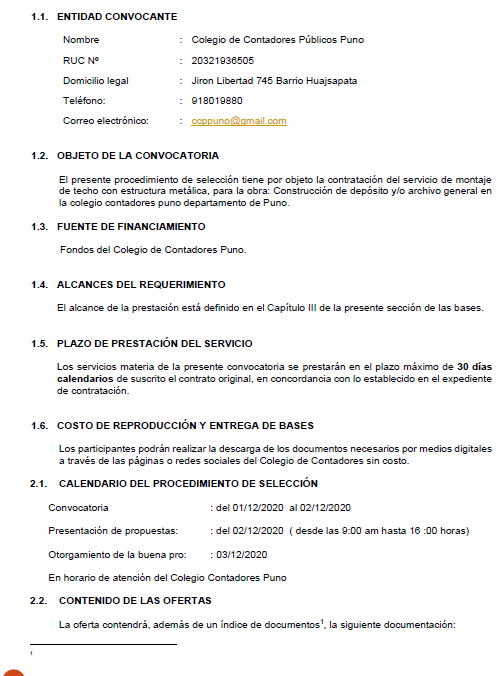 1.1. ENTIDAD CONVOCANTE
Nombre : Colegio de Contadores Públicos Puno
RUC Nº : 20321936505
Domicilio legal : Jiron Libertad 745 Barrio Huajsapata
Teléfono: : 918019880
Correo electrónico: : ccppuno@gmail.com
1.2. OBJETO DE LA CONVOCATORIA
El presente procedimiento de selección tiene por objeto la contratación del servicio de montaje
de techo con estructura metálica, para la obra: Construcción de depósito y/o archivo general en
la colegio contadores puno departamento de Puno.
1.3. FUENTE DE FINANCIAMIENTO
Fondos del Colegio de Contadores Puno.
1.4. ALCANCES DEL REQUERIMIENTO
El alcance de la prestación está definido en el Capítulo III de la presente sección de las bases.
1.5. PLAZO DE PRESTACIÓN DEL SERVICIO
Los servicios materia de la presente convocatoria se prestarán en el plazo máximo de 30 días
calendarios de suscrito el contrato original, en concordancia con lo establecido en el expediente
de contratación.
1.6. COSTO DE REPRODUCCIÓN Y ENTREGA DE BASES
Los participantes podrán realizar la descarga de los documentos necesarios por medios digitales
a través de las páginas o redes sociales del Colegio de Contadores sin costo.
2.1. CALENDARIO DEL PROCEDIMIENTO DE SELECCIÓN
Convocatoria : del 01/12/2020 al 02/12/2020
Presentación de propuestas: : del 02/12/2020 ( desde las 9:00 am hasta 16 :00 horas)
Otorgamiento de la buena pro: : 03/12/2020
En horario de atención del Colegio Contadores Puno
2.2. CONTENIDO DE LAS OFERTAS
La oferta contendrá, además de un índice de documentos1, la siguiente documentación:
1